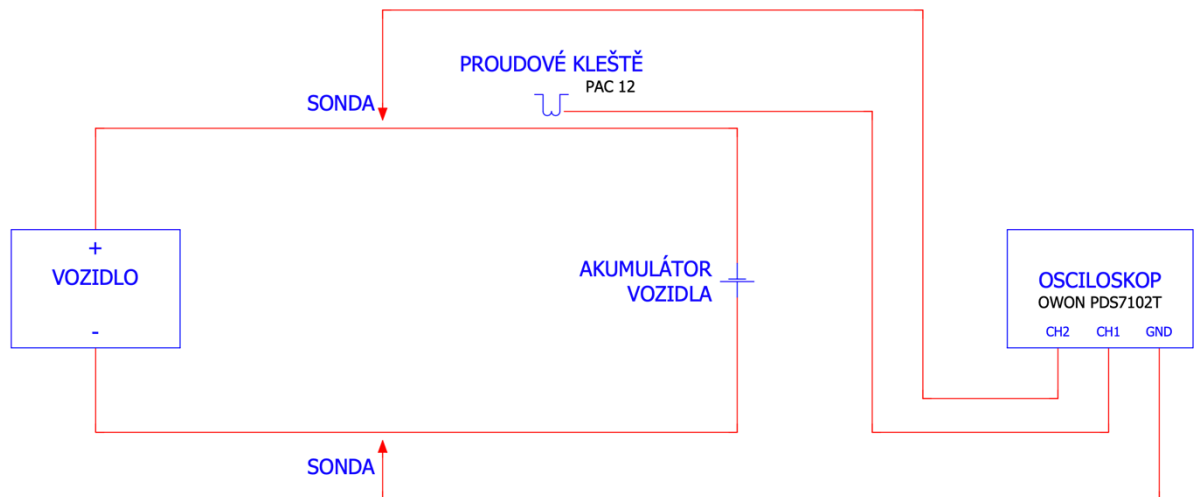 PROUDOVÉ KLEŠTĚ
PAC 12
SONDA
+
VOZIDLO
-
AKUMULÁTOR
VOZIDLA
OSCILOSKOP
OWON PDS7102T
CH2 CH1 GND
SONDA